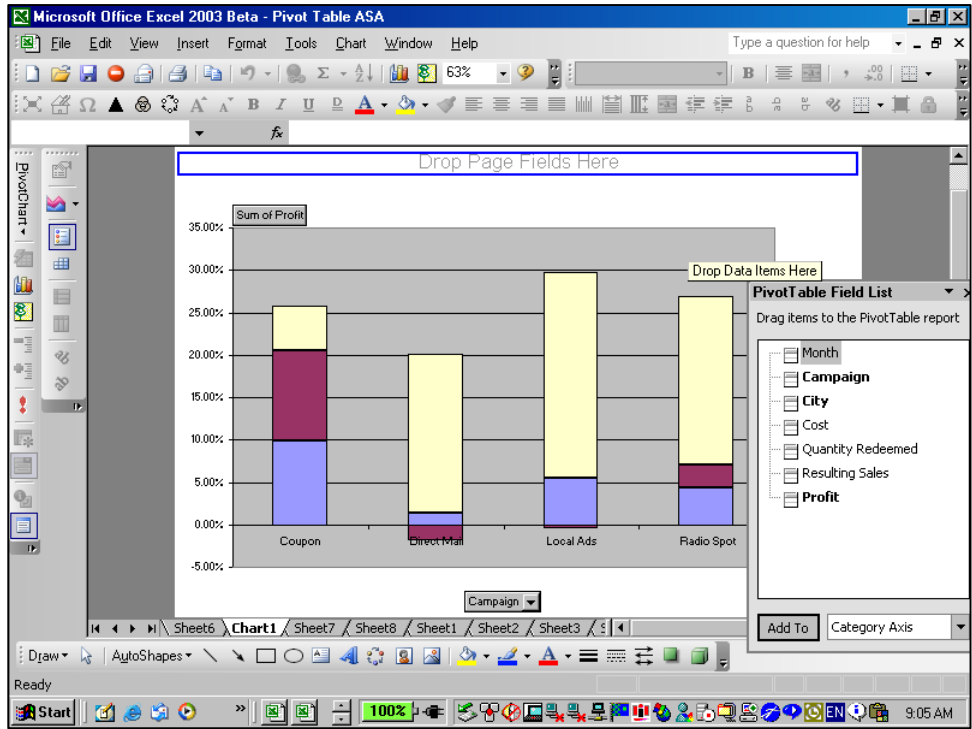 Microsoft Office Excel 2003 Beta - Pivot Table ASA
File Edit View Insert Format Tools Chart Window Help
Type a question for help
63%
B
B I U D A
fx
Drop Page Fields Here
PivotChart
Sum of Profit
35.00%
30.00%
25.00%
20.00%
15.00%
10.00%
5.00%
0.00%
-5.00%
Coupon Direct Mail Local Ads Radio Spot
Campaign
Drop Data Items Here
PivotTable Field List
Drag items to the PivotTable report
Month
Campaign
City
Cost
Quantity Redeemed
Resulting Sales
Profit
Add To Category Axis
Sheet6 Chart1 Sheet7 Sheet8 Sheet1 Sheet2 Sheet3
Draw AutoShapes
Ready
Start » 100% EN 9:05 AM